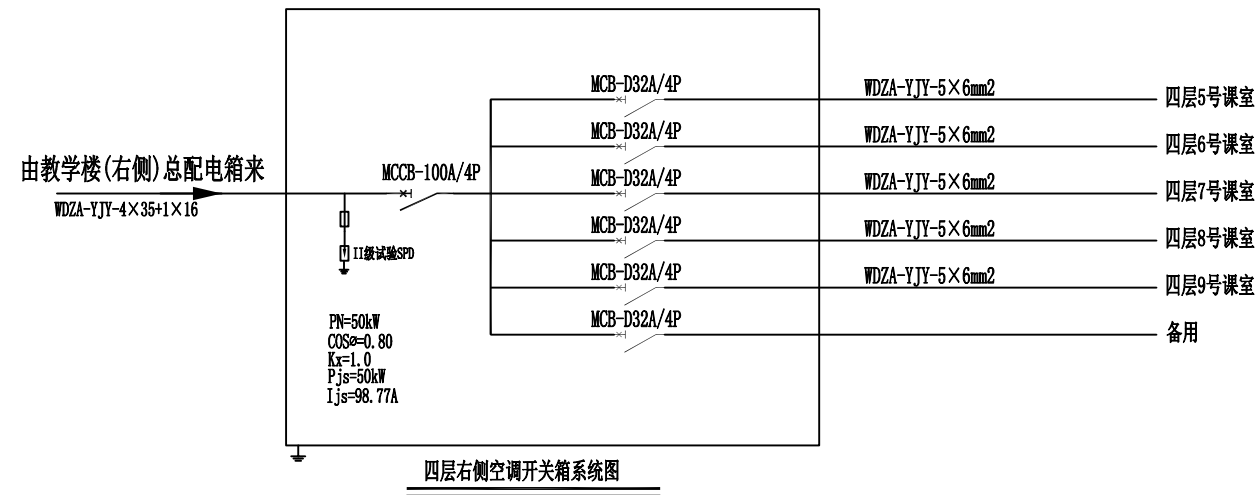 MCB-D32A/4P WDZA-YJY-5×6mm2 四层5号课室
MCB-D32A/4P WDZA-YJY-5×6mm2 四层6号课室
由教学楼(右侧)总配电箱来 MCCB-100A/4P MCB-D32A/4P WDZA-YJY-5×6mm2 四层7号课室
WDZA-YJY-4×35+1×16
MCB-D32A/4P WDZA-YJY-5×6mm2 四层8号课室
II级试验SPD
MCB-D32A/4P WDZA-YJY-5×6mm2 四层9号课室
MCB-D32A/4P 备用
PN=50kW
COSø=0.80
Kx=1.0
Pjs=50kW
Ijs=98.77A
四层右侧空调开关箱系统图